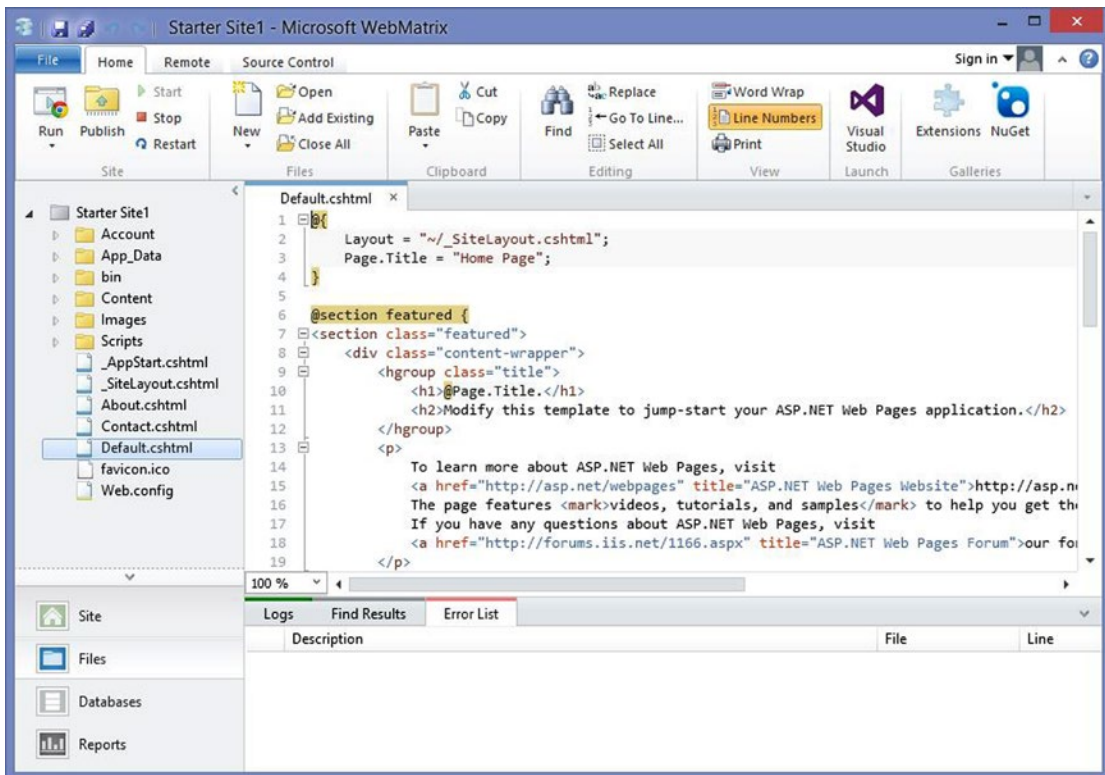 Starter Site1 - Microsoft WebMatrix
File Home Remote Source Control Sign in
Run
Publish
Start
Stop
Restart
Site
New
Open
Add Existing
Close All
Files
Paste
Cut
Copy
Clipboard
Find
Replace
Go To Line...
Select All
Editing
Word Wrap
Line Numbers
Print
View
Visual Studio
Launch
Extensions NuGet
Galleries
Starter Site1
Account
App_Data
bin
Content
Images
Scripts
_AppStart.cshtml
_SiteLayout.cshtml
About.cshtml
Contact.cshtml
Default.cshtml
favicon.ico
Web.config
Site
Files
Databases
Reports
Default.cshtml
1 @{
2 Layout = "~/_SiteLayout.cshtml";
3 Page.Title = "Home Page";
4 }
5
6 @section featured {
7 <section class="featured">
8 <div class="content-wrapper">
9 <hgroup class="title">
10 <h1>@Page.Title.</h1>
11 <h2>Modify this template to jump-start your ASP.NET Web Pages application.</h2>
12 </hgroup>
13 <p>
14 To learn more about ASP.NET Web Pages, visit
15 <a href="http://asp.net/webpages" title="ASP.NET Web Pages Website">http://asp.n
16 The page features <mark>videos, tutorials, and samples</mark> to help you get th
17 If you have any questions about ASP.NET Web Pages, visit
18 <a href="http://forums.iis.net/1166.aspx" title="ASP.NET Web Pages Forum">our fo
19 </p>
100 %
Logs Find Results Error List
Description File Line